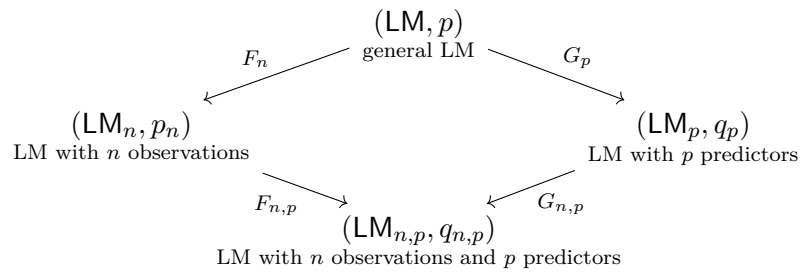 (LM, p)
general LM
F_n
G_p
(LM_n, p_n)
LM with n observations
(LM_p, q_p)
LM with p predictors
F_{n,p}
G_{n,p}
(LM_{n,p}, q_{n,p})
LM with n observations and p predictors